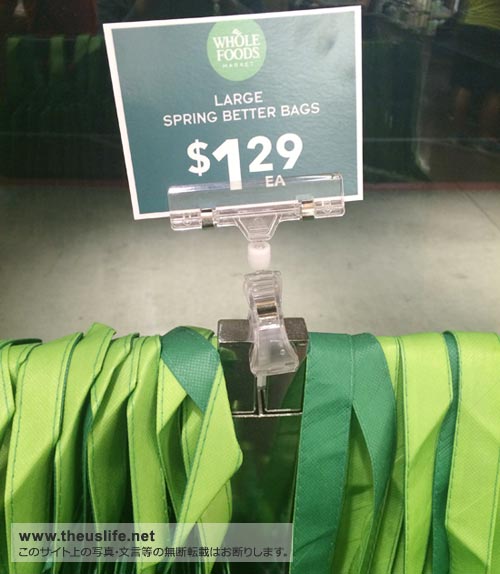 WHOLE
FOODS
MARKET
LARGE
SPRING BETTER BAGS
$129
EA
www.theuslife.net
このサイト上の写真・文言等の無断転載はお断りします。